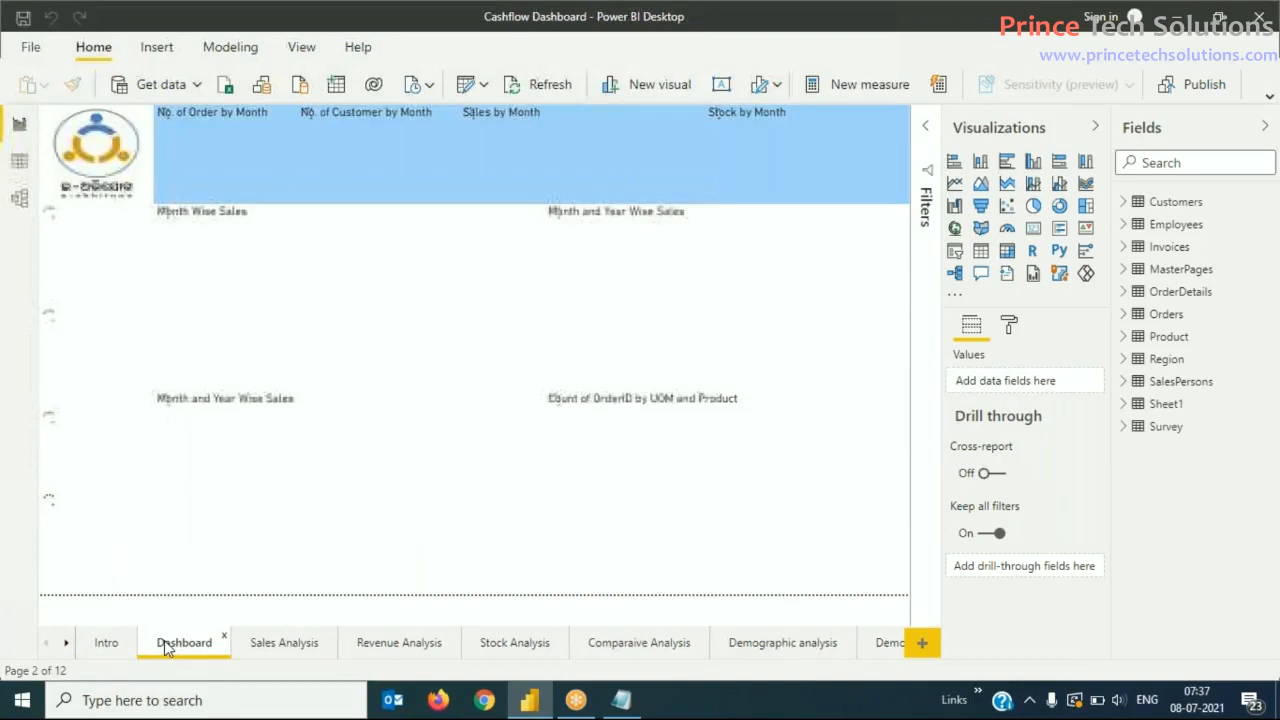 Cashflow Dashboard - Power BI Desktop
Sign in
Prince Tech Solutions
www.princetechsolutions.com
File Home Insert Modeling View Help
Get data Refresh New visual New measure Sensitivity (preview) Publish
No. of Order by Month No. of Customer by Month Sales by Month Stock by Month
Month Wise Sales Month and Year Wise Sales
Month and Year Wise Sales Count of OrderID by UOM and Product
Filters
Visualizations
R Py
...
Values
Add data fields here
Drill through
Cross-report
Off
Keep all filters
On
Add drill-through fields here
Fields
Search
Customers
Employees
Invoices
MasterPages
OrderDetails
Orders
Product
Region
SalesPersons
Sheet1
Survey
Intro Dashboard x Sales Analysis Revenue Analysis Stock Analysis Comparaive Analysis Demographic analysis Demo +
Page 2 of 12
Type here to search
Links » ENG 07:37
08-07-2021 23